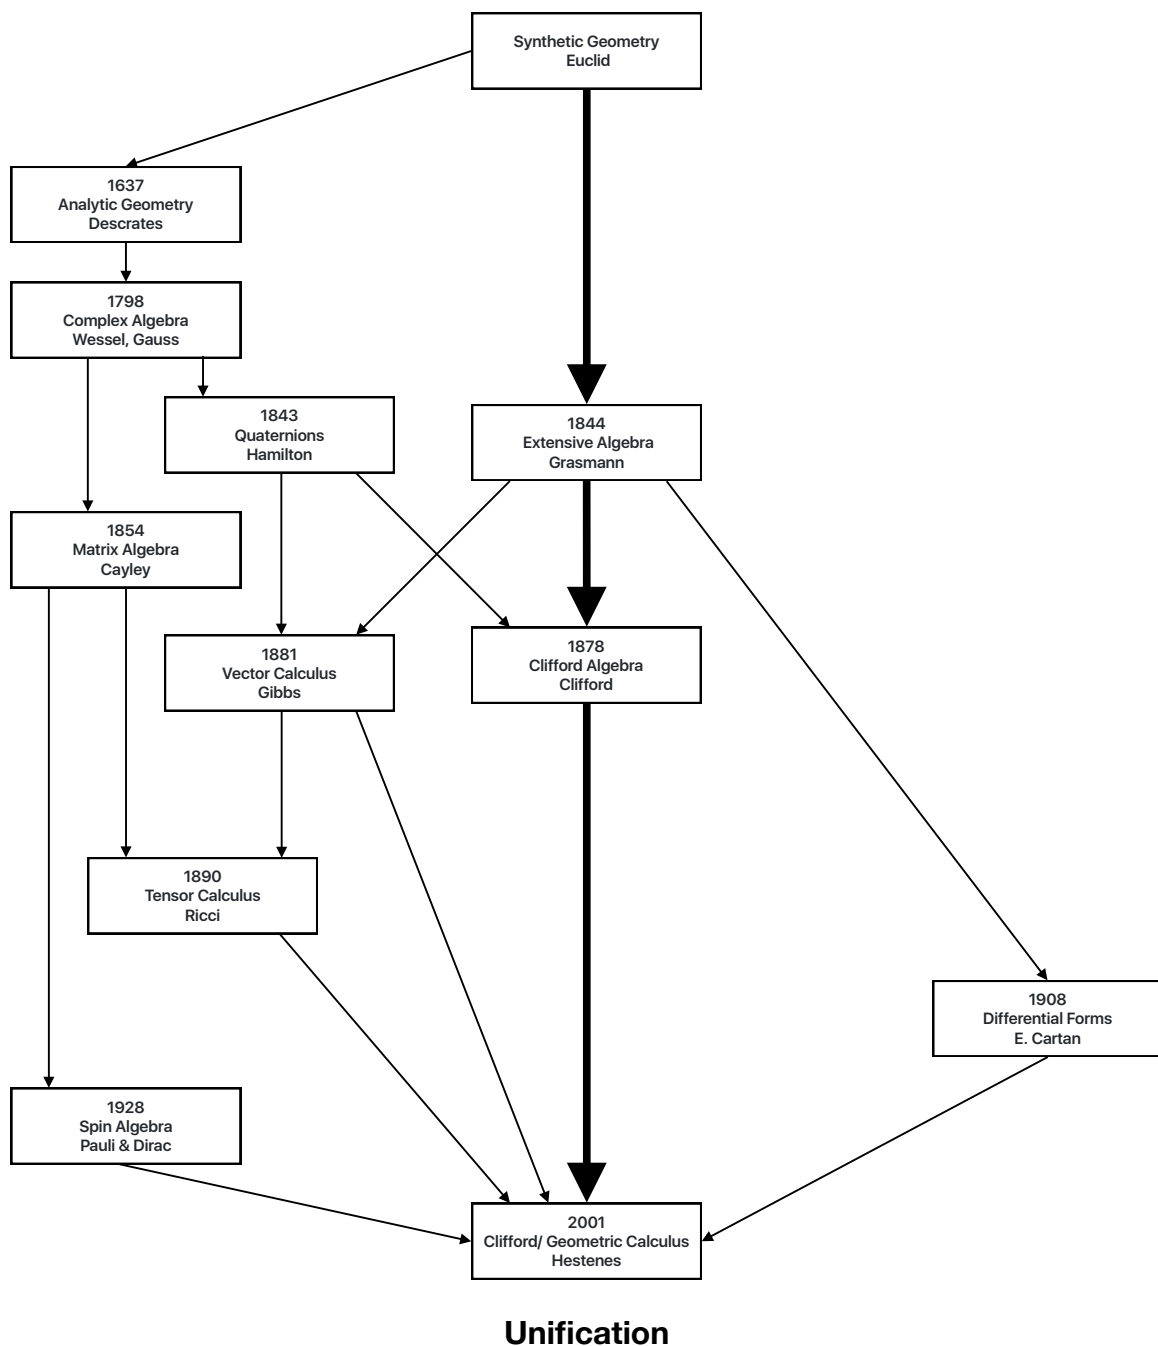 Synthetic Geometry
Euclid
1637
Analytic Geometry
Descrates
1798
Complex Algebra
Wessel, Gauss
1843
Quaternions
Hamilton
1844
Extensive Algebra
Grasmann
1854
Matrix Algebra
Cayley
1881
Vector Calculus
Gibbs
1878
Clifford Algebra
Clifford
1890
Tensor Calculus
Ricci
1908
Differential Forms
E. Cartan
1928
Spin Algebra
Pauli & Dirac
2001
Clifford/ Geometric Calculus
Hestenes
Unification